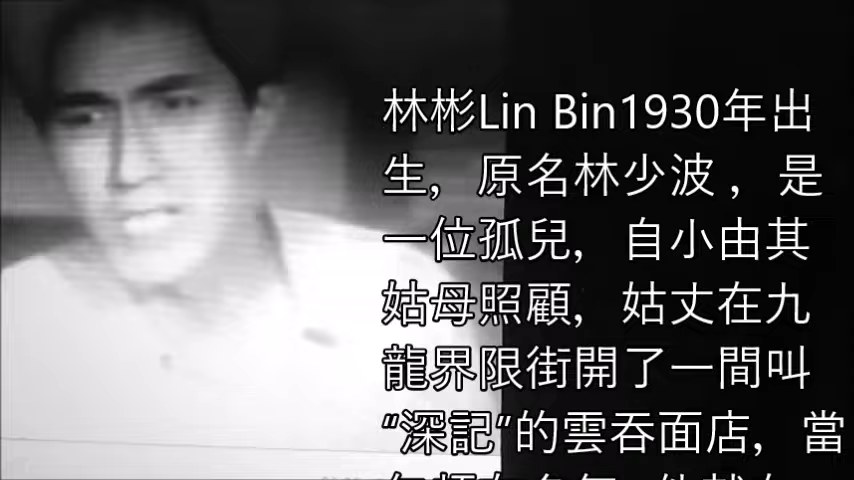 林彬Lin Bin1930年出
生，原名林少波，是
一位孤兒，自小由其
姑母照顧，姑丈在九
龍界限街開了一間叫
“深記”的雲吞面店，當